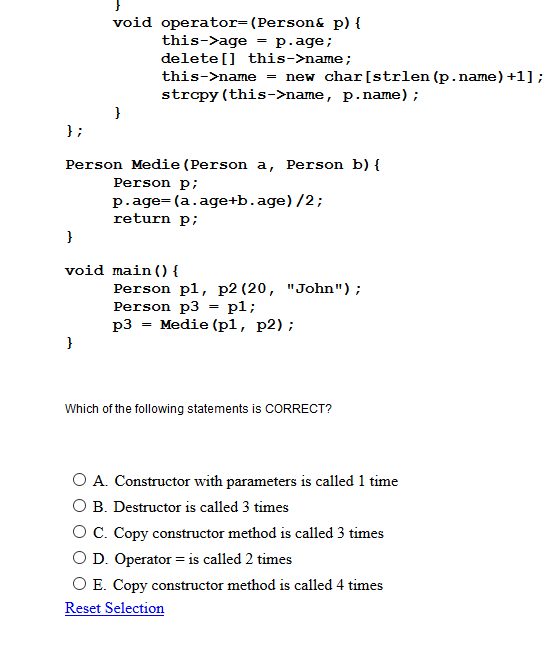 }
void operator=(Person& p){
this->age = p.age;
delete[] this->name;
this->name = new char[strlen(p.name)+1];
strcpy(this->name, p.name);
}
};
Person Medie(Person a, Person b){
Person p;
p.age=(a.age+b.age)/2;
return p;
}
void main(){
Person p1, p2(20, "John");
Person p3 = p1;
p3 = Medie(p1, p2);
}
Which of the following statements is CORRECT?
A. Constructor with parameters is called 1 time
B. Destructor is called 3 times
C. Copy constructor method is called 3 times
D. Operator = is called 2 times
E. Copy constructor method is called 4 times
Reset Selection